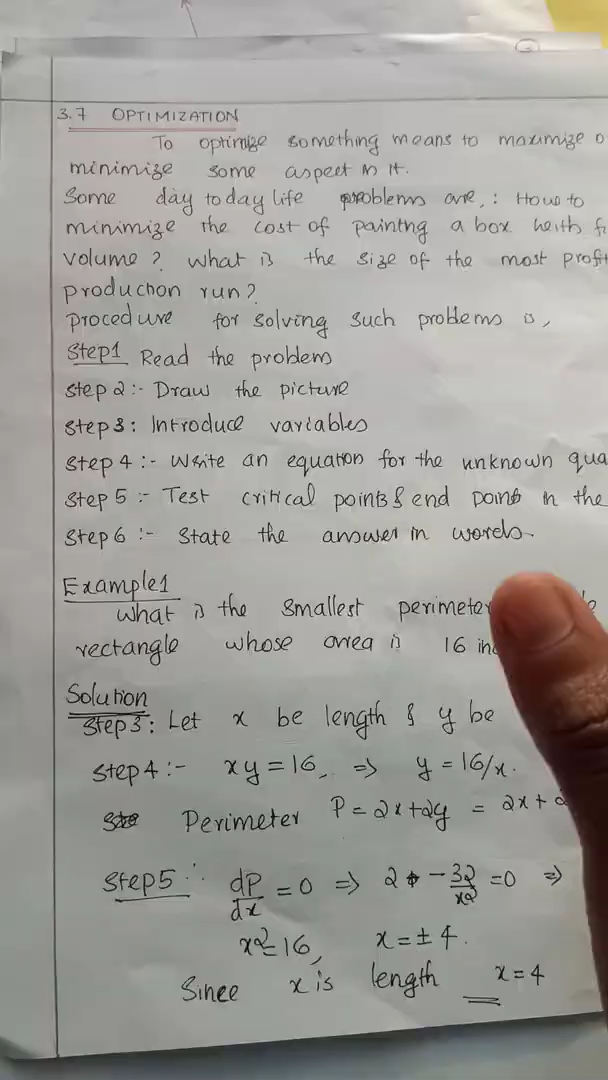 3.7 OPTIMIZATION
To optimize something means to maximize o
minimize some aspect in it.
Some day today life problems are,: How to
minimize the cost of painting a box with f
volume? What is the size of the most profi
production run?
procedure for solving such problems is,
Step1 Read the problem
Step 2:- Draw the picture
Step 3: Introduce variables
Step 4:- Write an equation for the unknown qua
Step 5:- Test critical points & end points in the
Step 6:- State the answer in words.
Example1
What is the smallest perimeter
rectangle whose area is 16 in
Solution
Step3: Let x be length & y be
Step 4:- xy = 16, => y = 16/x.
Perimeter P = 2x+2y = 2x + 2
Step5: dP/dx = 0 => 2 - 32/x2 = 0 =>
x2 = 16, x = ± 4.
Since x is length x = 4